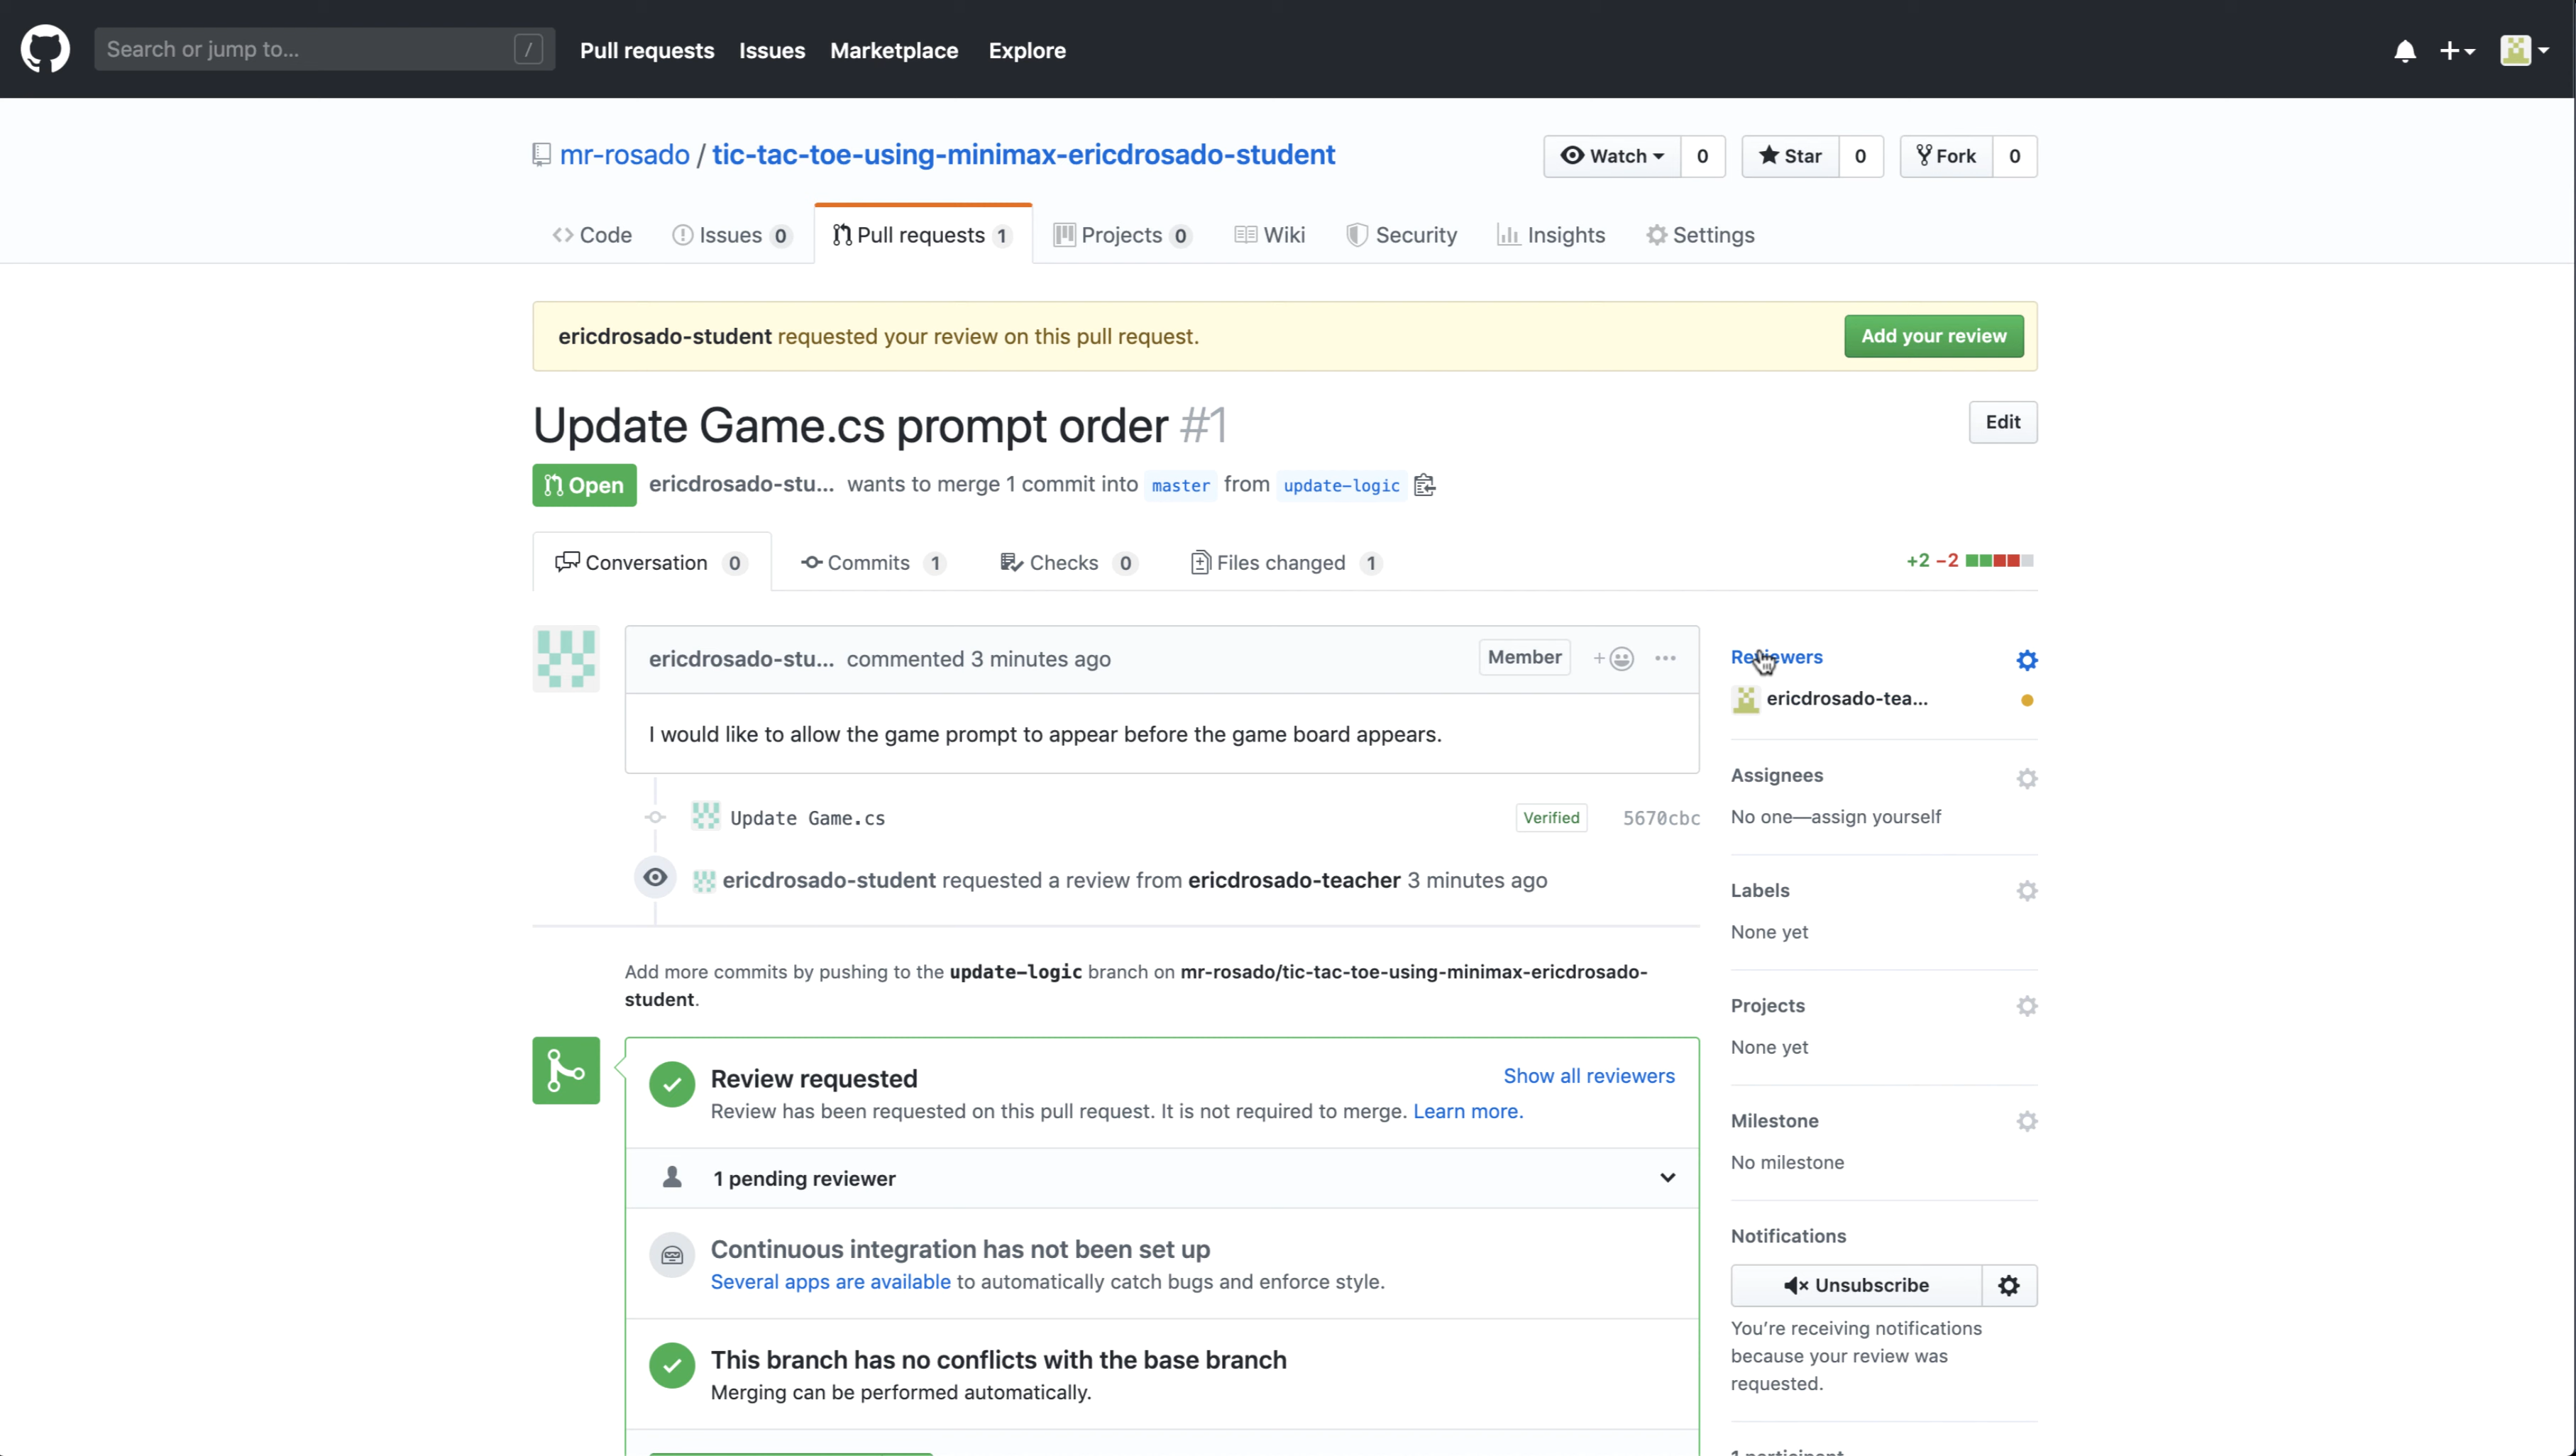 Search or jump to... /
Pull requests Issues Marketplace Explore
mr-rosado / tic-tac-toe-using-minimax-ericdrosado-student
Watch 0 Star 0 Fork 0
Code Issues 0 Pull requests 1 Projects 0 Wiki Security Insights Settings
ericdrosado-student requested your review on this pull request.
Add your review
Update Game.cs prompt order #1
Edit
Open ericdrosado-stu... wants to merge 1 commit into master from update-logic
Conversation 0 Commits 1 Checks 0 Files changed 1
+2 −2
ericdrosado-stu... commented 3 minutes ago
Member
I would like to allow the game prompt to appear before the game board appears.
Update Game.cs
Verified 5670cbc
ericdrosado-student requested a review from ericdrosado-teacher 3 minutes ago
Add more commits by pushing to the update-logic branch on mr-rosado/tic-tac-toe-using-minimax-ericdrosado-
student.
Review requested
Show all reviewers
Review has been requested on this pull request. It is not required to merge. Learn more.
1 pending reviewer
Continuous integration has not been set up
Several apps are available to automatically catch bugs and enforce style.
This branch has no conflicts with the base branch
Merging can be performed automatically.
Reviewers
ericdrosado-tea...
Assignees
No one—assign yourself
Labels
None yet
Projects
None yet
Milestone
No milestone
Notifications
Unsubscribe
You're receiving notifications
because your review was
requested.
1 participant